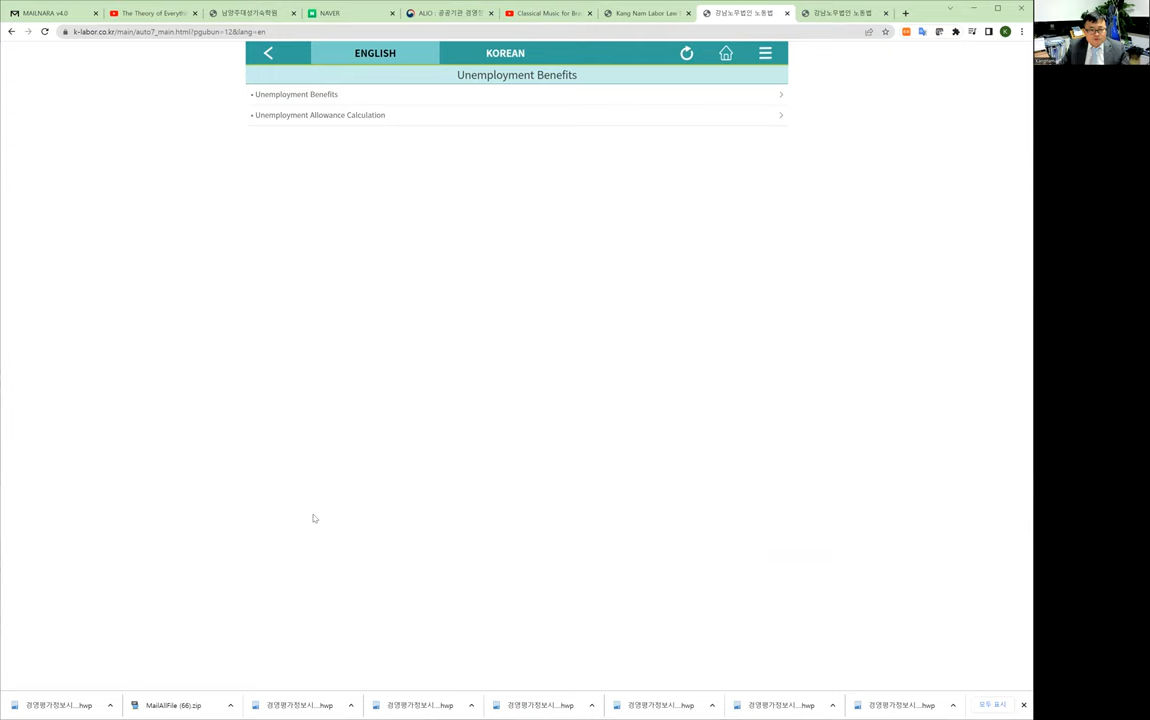 MAILNARA v4.0
The Theory of Everyth
남양주대성기숙학원
NAVER
ALIO : 공공기관 경영정
Classical Music for Bra
Kang Nam Labor Law
강남노무법인 노동법
강남노무법인 노동법
k-labor.co.kr/main/auto7_main.html?pgubun=12&lang=en
K
ENGLISH
KOREAN
Unemployment Benefits
• Unemployment Benefits
• Unemployment Allowance Calculation
경영평가정보시....hwp
MailAllFile (66).zip
경영평가정보시....hwp
경영평가정보시....hwp
경영평가정보시....hwp
경영평가정보시....hwp
경영평가정보시....hwp
경영평가정보시....hwp
모두 표시